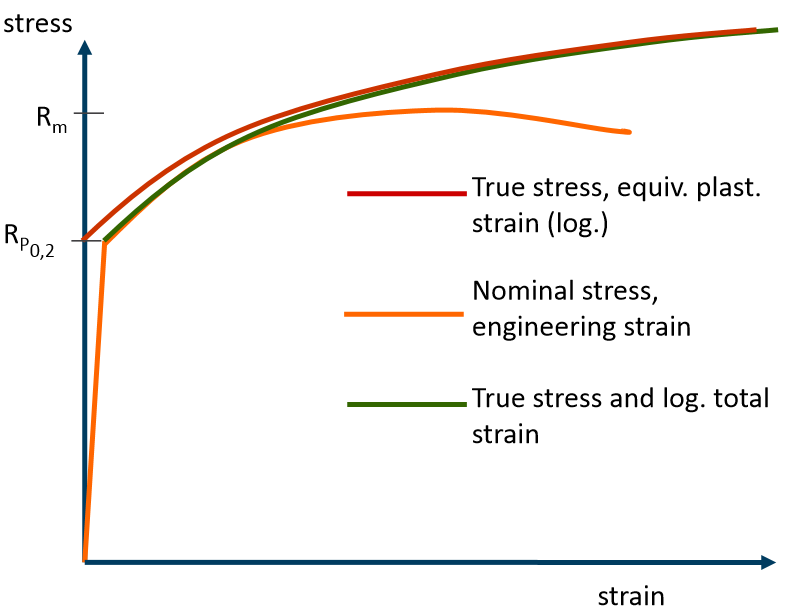 stress
Rm
RP0,2
True stress, equiv. plast.
strain (log.)
Nominal stress,
engineering strain
True stress and log. total
strain
strain